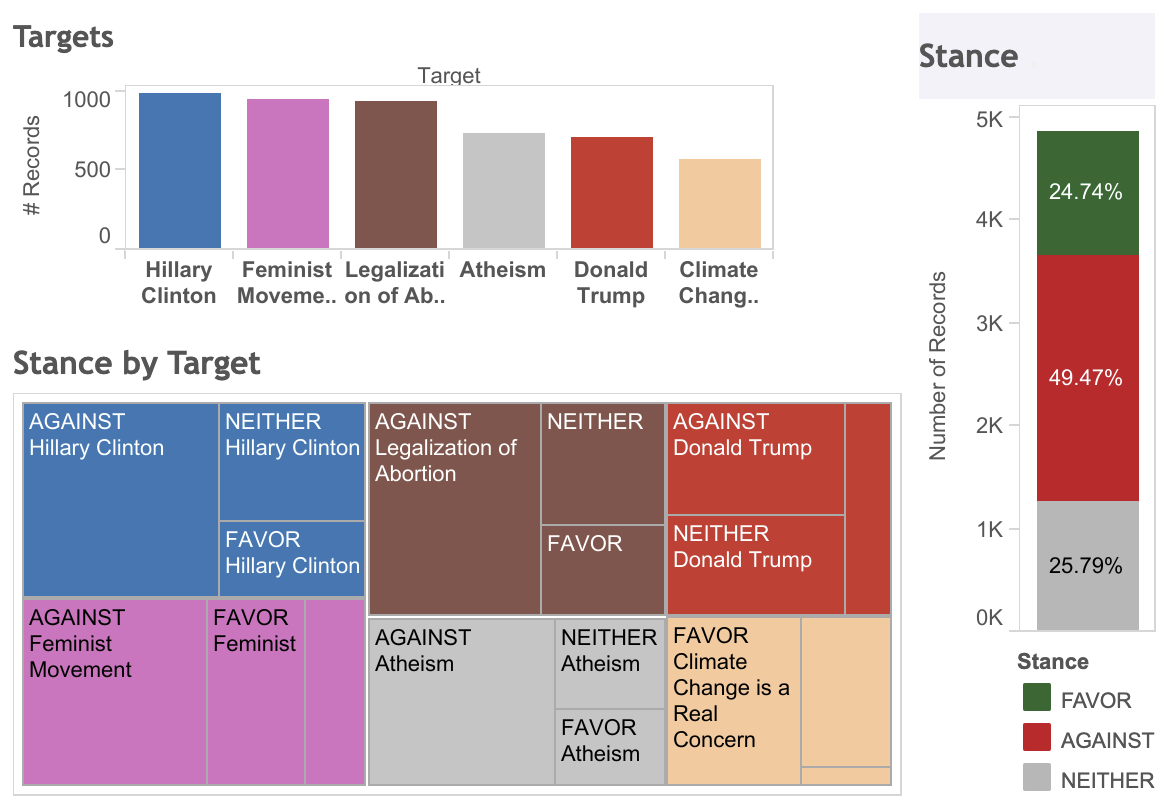 Targets
Target
# Records
1000
500
0
Hillary
Clinton
Feminist
Moveme..
Legalizati
on of Ab..
Atheism
Donald
Trump
Climate
Chang..
Stance by Target
AGAINST
Hillary Clinton
NEITHER
Hillary Clinton
FAVOR
Hillary Clinton
AGAINST
Legalization of
Abortion
NEITHER
FAVOR
AGAINST
Donald Trump
NEITHER
Donald Trump
AGAINST
Feminist
Movement
FAVOR
Feminist
AGAINST
Atheism
NEITHER
Atheism
FAVOR
Atheism
FAVOR
Climate
Change is a
Real
Concern
Stance
Number of Records
5K
4K
3K
2K
1K
0K
24.74%
49.47%
25.79%
Stance
FAVOR
AGAINST
NEITHER